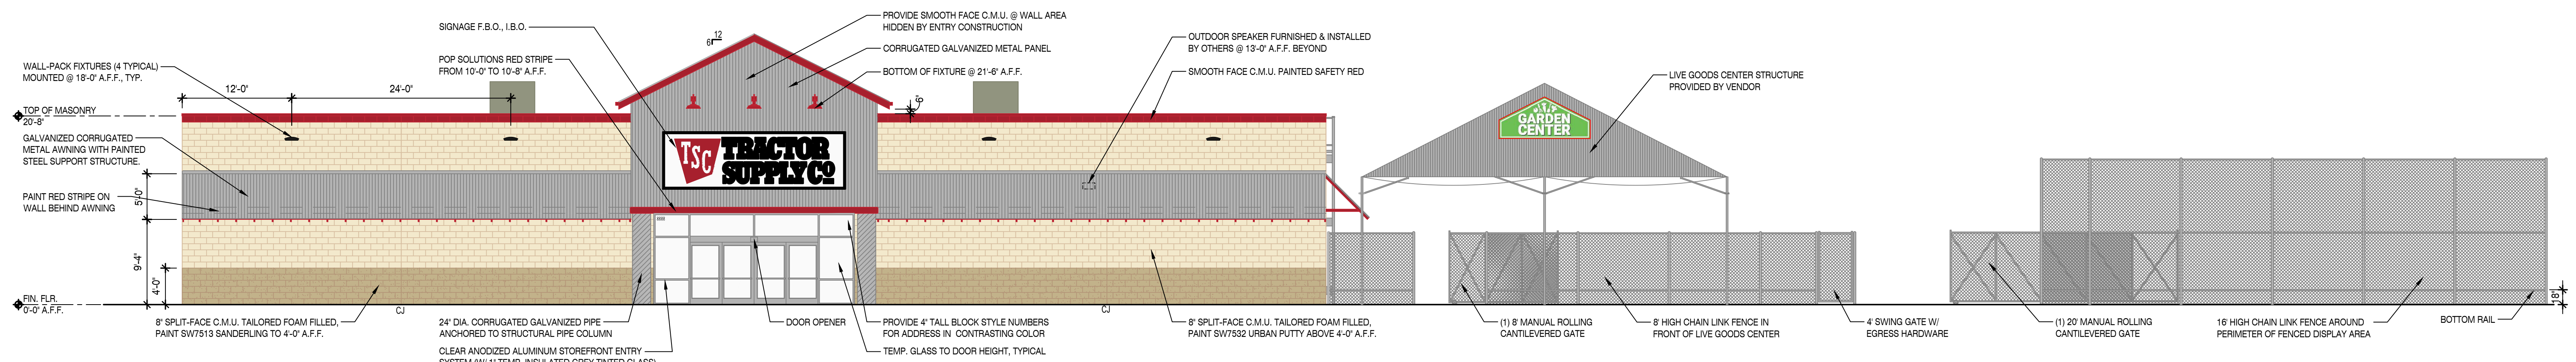 WALL-PACK FIXTURES (4 TYPICAL)
MOUNTED @ 18'-0" A.F.F., TYP.
TOP OF MASONRY
20'-8"
GALVANIZED CORRUGATED
METAL AWNING WITH PAINTED
STEEL SUPPORT STRUCTURE.
PAINT RED STRIPE ON
WALL BEHIND AWNING
FIN. FLR.
0'-0" A.F.F.
12'-0"
24'-0"
5'-0"
9'-4"
4'-0"
8" SPLIT-FACE C.M.U. TAILORED FOAM FILLED,
PAINT SW7513 SANDERLING TO 4'-0" A.F.F.
CJ
SIGNAGE F.B.O., I.B.O.
POP SOLUTIONS RED STRIPE
FROM 10'-0" TO 10'-8" A.F.F.
12
6
TSC
TRACTOR
SUPPLY Co
24" DIA. CORRUGATED GALVANIZED PIPE
ANCHORED TO STRUCTURAL PIPE COLUMN
CLEAR ANODIZED ALUMINUM STOREFRONT ENTRY
SYSTEM (W/ 1" TEMP. INSULATED GREY TINTED GLASS)
DOOR OPENER
PROVIDE SMOOTH FACE C.M.U. @ WALL AREA
HIDDEN BY ENTRY CONSTRUCTION
CORRUGATED GALVANIZED METAL PANEL
BOTTOM OF FIXTURE @ 21'-6" A.F.F.
6"
PROVIDE 4" TALL BLOCK STYLE NUMBERS
FOR ADDRESS IN CONTRASTING COLOR
TEMP. GLASS TO DOOR HEIGHT, TYPICAL
OUTDOOR SPEAKER FURNISHED & INSTALLED
BY OTHERS @ 13'-0" A.F.F. BEYOND
SMOOTH FACE C.M.U. PAINTED SAFETY RED
CJ
8" SPLIT-FACE C.M.U. TAILORED FOAM FILLED,
PAINT SW7532 URBAN PUTTY ABOVE 4'-0" A.F.F.
LIVE GOODS CENTER STRUCTURE
PROVIDED BY VENDOR
GARDEN
CENTER
(1) 8' MANUAL ROLLING
CANTILEVERED GATE
8' HIGH CHAIN LINK FENCE IN
FRONT OF LIVE GOODS CENTER
4' SWING GATE W/
EGRESS HARDWARE
(1) 20' MANUAL ROLLING
CANTILEVERED GATE
16' HIGH CHAIN LINK FENCE AROUND
PERIMETER OF FENCED DISPLAY AREA
BOTTOM RAIL
18"